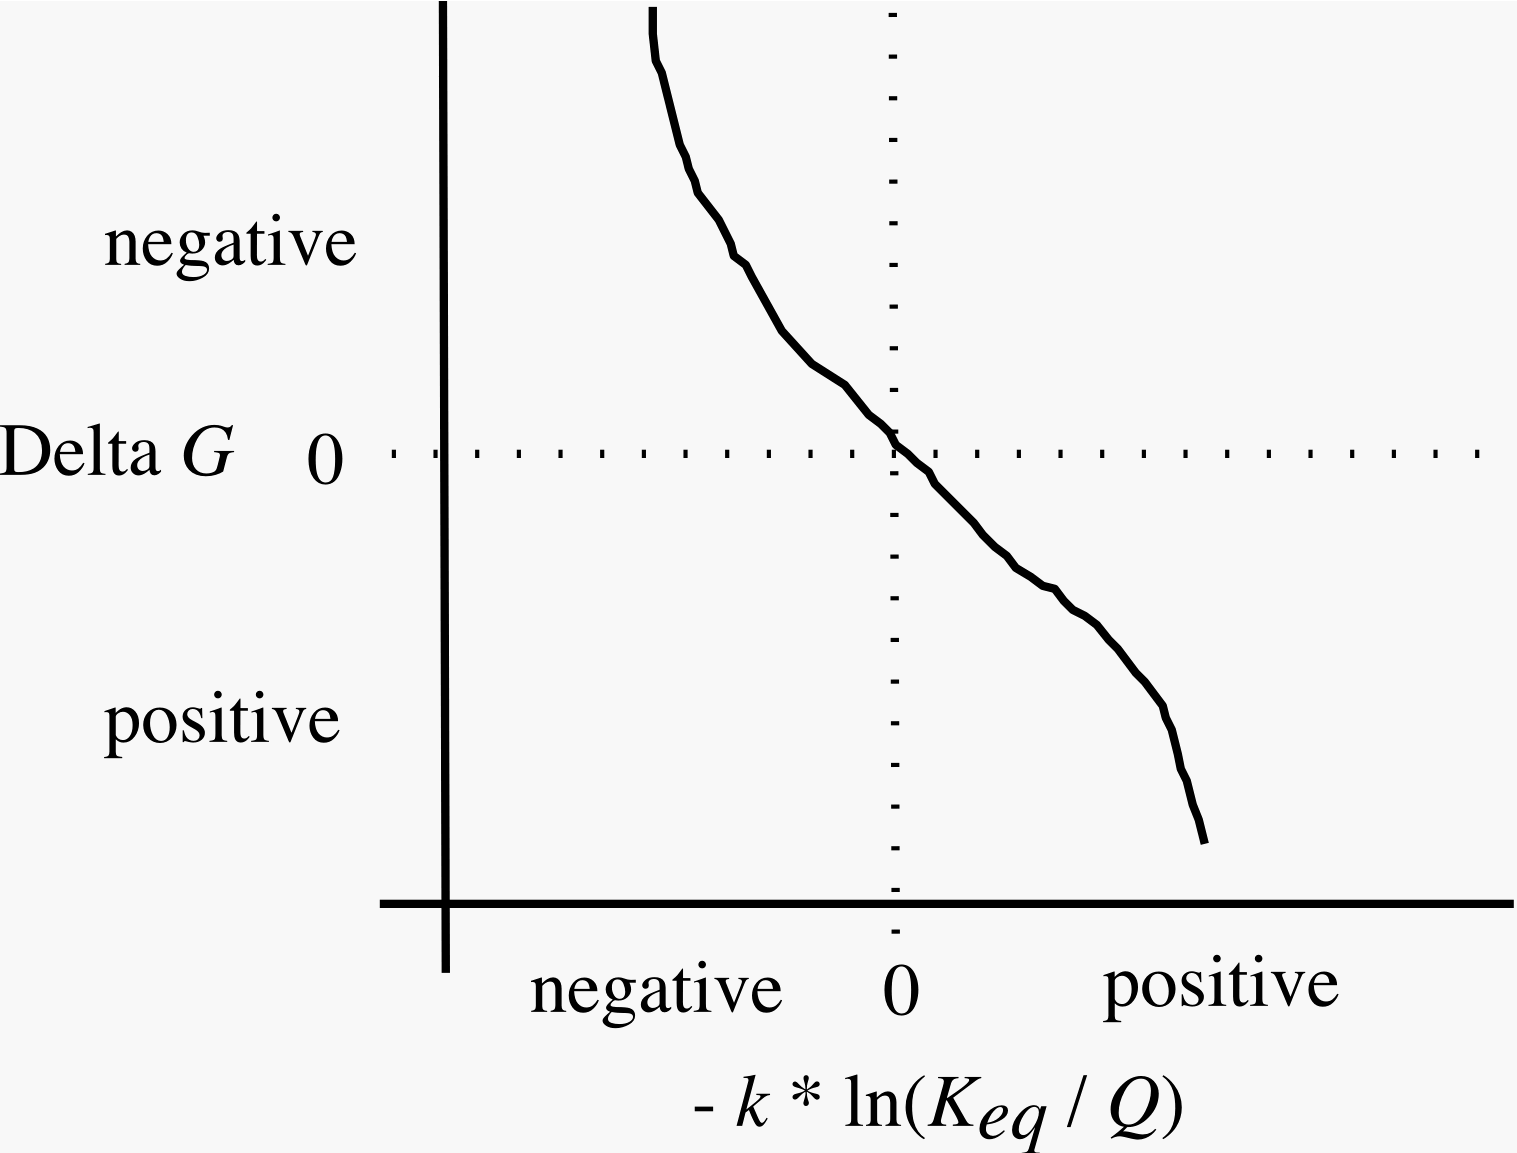 negative
Delta G 0
positive
negative 0 positive
- k * ln(Keq / Q)